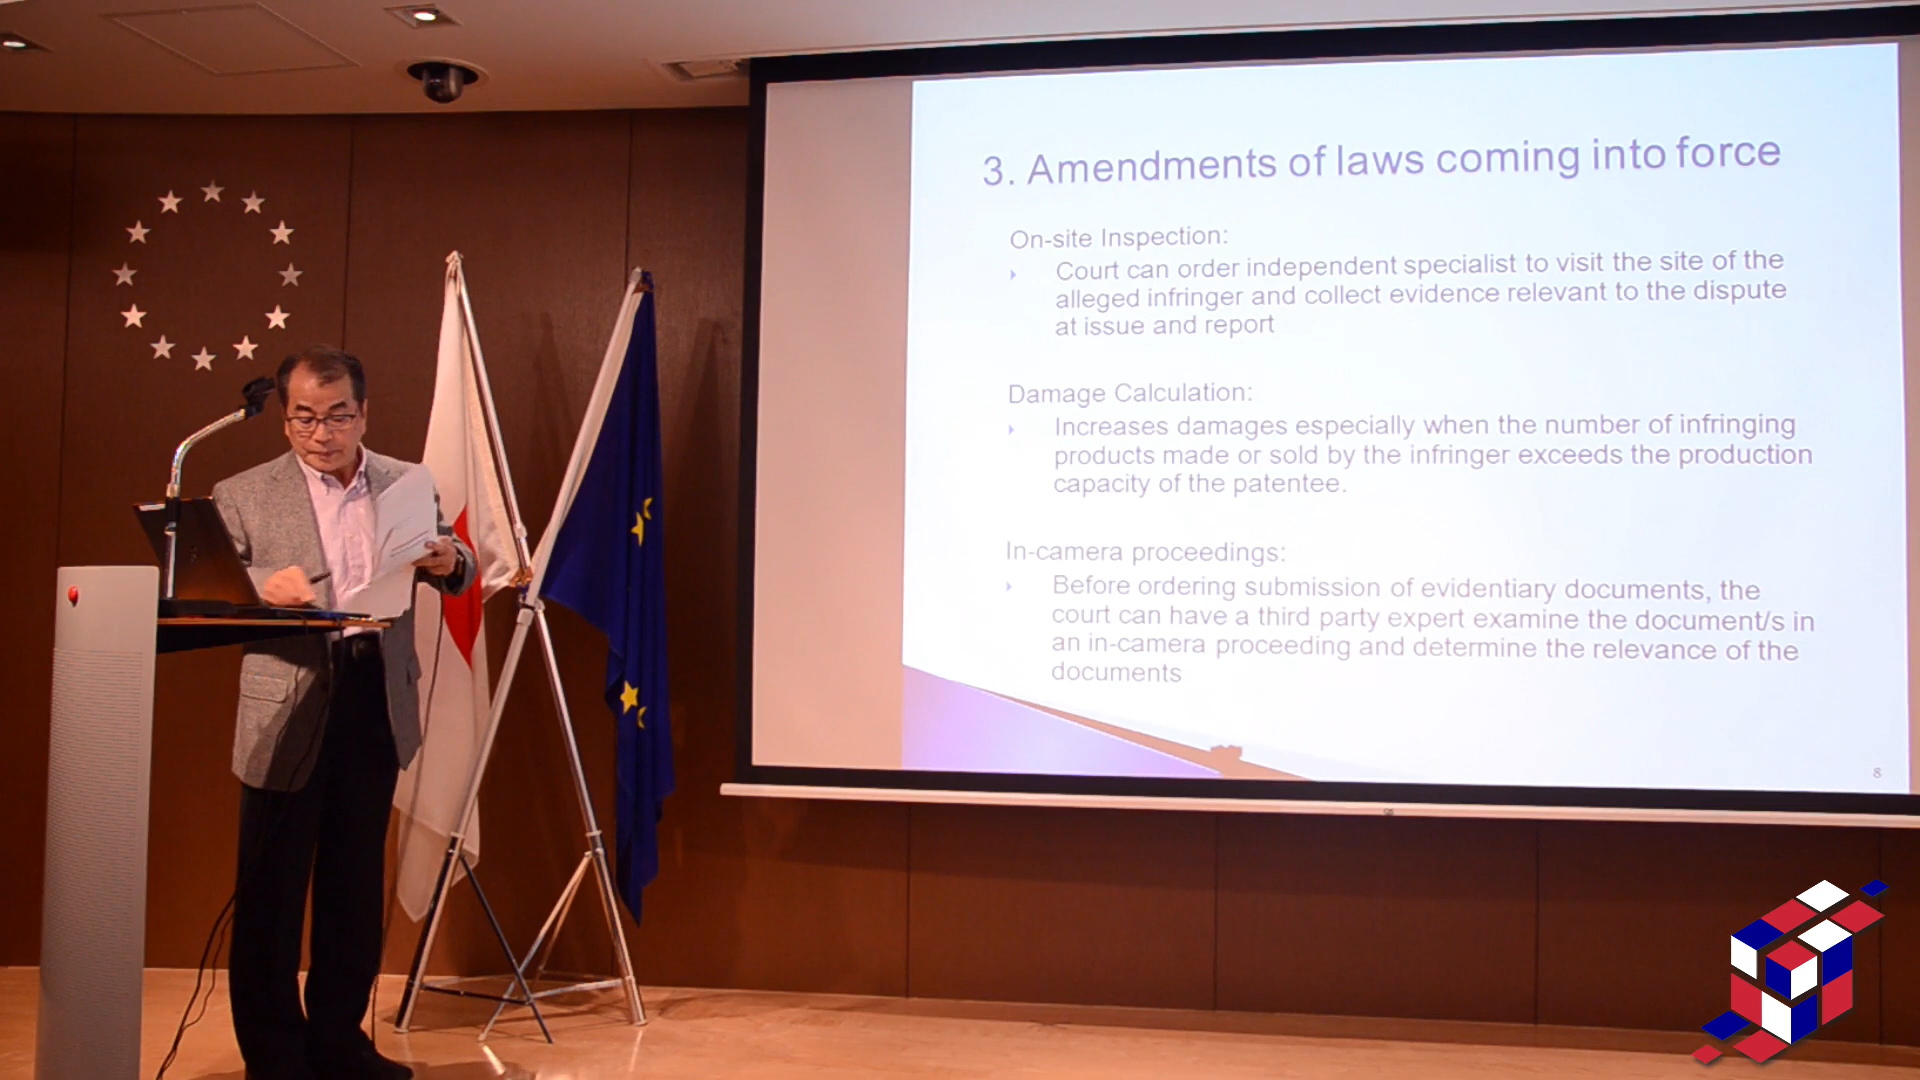 3. Amendments of laws coming into force
On-site Inspection:
Court can order independent specialist to visit the site of the
alleged infringer and collect evidence relevant to the dispute
at issue and report
Damage Calculation:
Increases damages especially when the number of infringing
products made or sold by the infringer exceeds the production
capacity of the patentee.
In-camera proceedings:
Before ordering submission of evidentiary documents, the
court can have a third party expert examine the document/s in
an in-camera proceeding and determine the relevance of the
documents
8